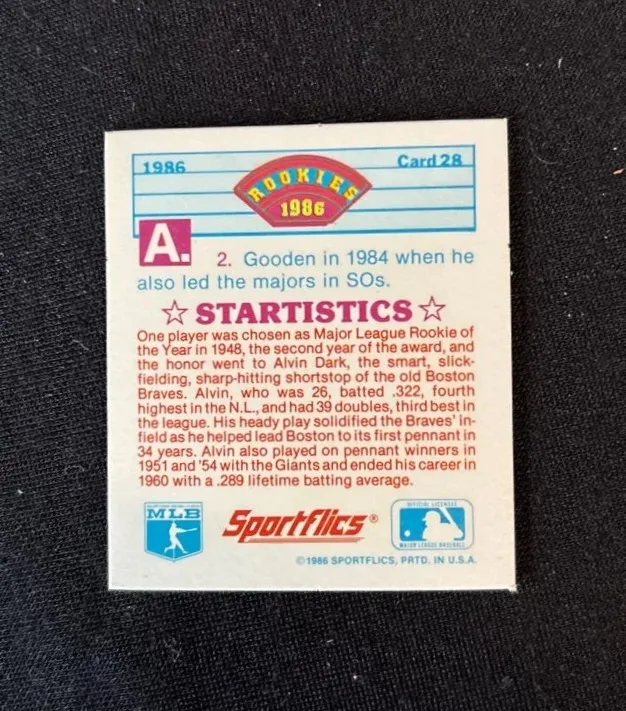 1986
ROOKIES
1986
Card 28
A.
2. Gooden in 1984 when he
also led the majors in SOs.
☆ STARTISTICS ☆
One player was chosen as Major League Rookie of
the Year in 1948, the second year of the award, and
the honor went to Alvin Dark, the smart, slick-
fielding, sharp-hitting shortstop of the old Boston
Braves. Alvin, who was 26, batted .322, fourth
highest in the N.L., and had 39 doubles, third best in
the league. His heady play solidified the Braves' in-
field as he helped lead Boston to its first pennant in
34 years. Alvin also played on pennant winners in
1951 and '54 with the Giants and ended his career in
1960 with a .289 lifetime batting average.
MLB
Sportflics®
OFFICIAL LICENSEE
MAJOR LEAGUE BASEBALL
©1986 SPORTFLICS, PRTD. IN U.S.A.